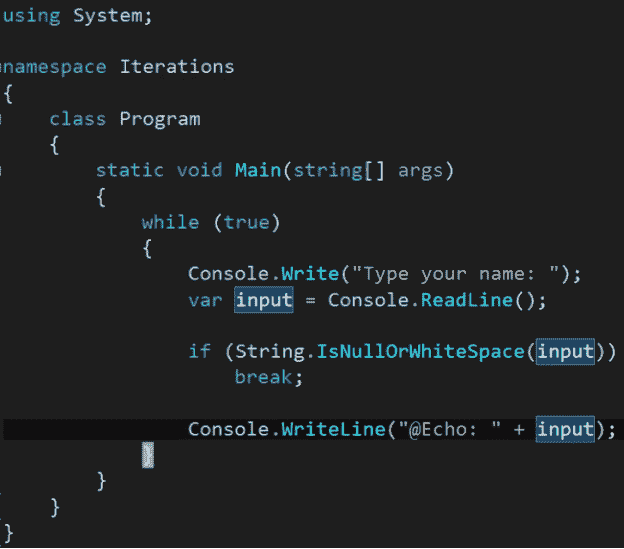 using System;
namespace Iterations
{
class Program
{
static void Main(string[] args)
{
while (true)
{
Console.Write("Type your name: ");
var input = Console.ReadLine();
if (String.IsNullOrWhiteSpace(input))
break;
Console.WriteLine("@Echo: " + input);
}
}
}
}